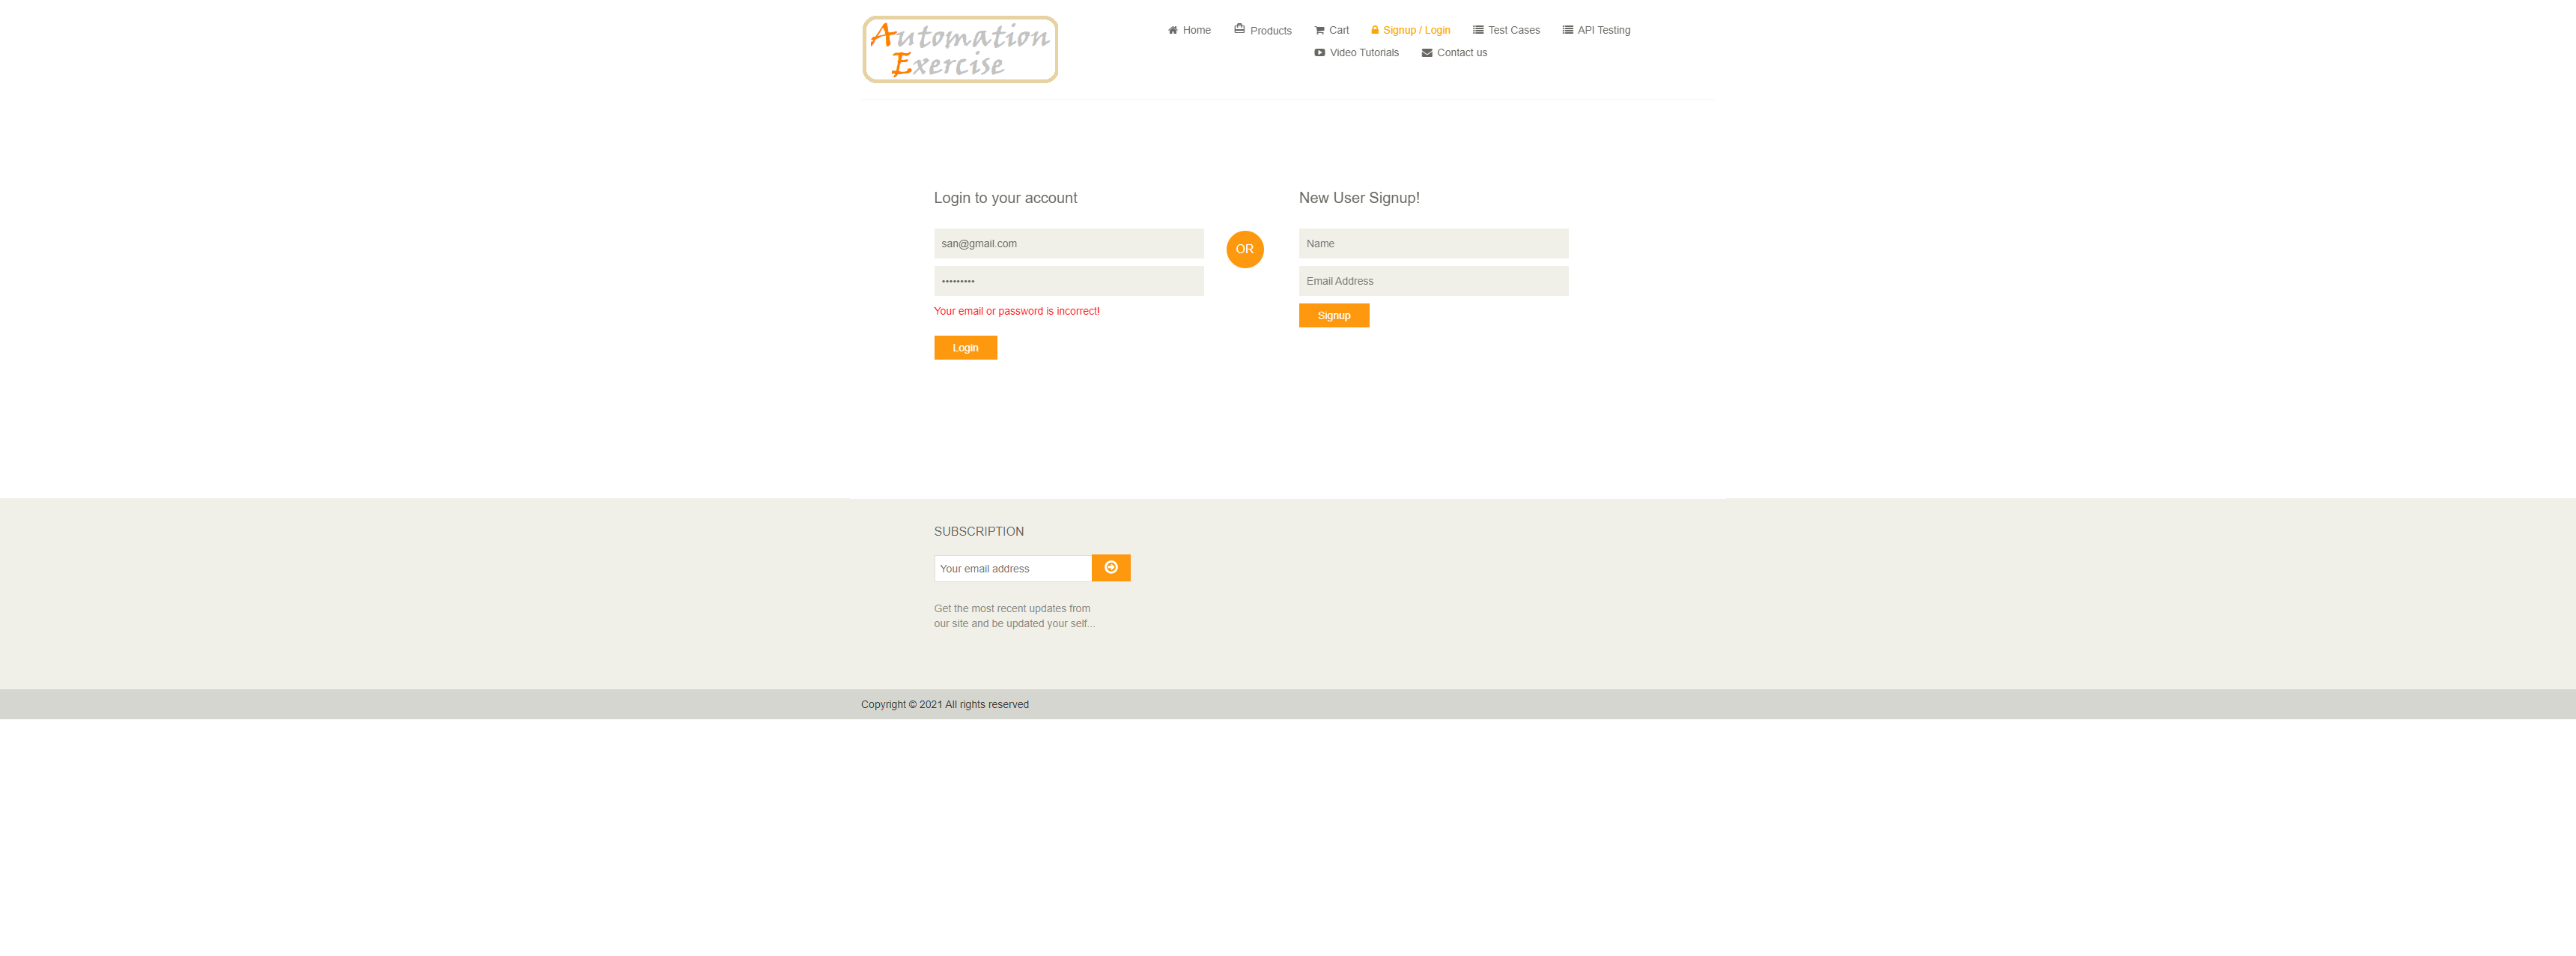 Automation
Exercise
Home
Products
Cart
Signup / Login
Test Cases
API Testing
Video Tutorials
Contact us
Login to your account
san@gmail.com
•••••••••
Your email or password is incorrect!
Login
OR
New User Signup!
Name
Email Address
Signup
SUBSCRIPTION
Your email address
Get the most recent updates from
our site and be updated your self...
Copyright © 2021 All rights reserved